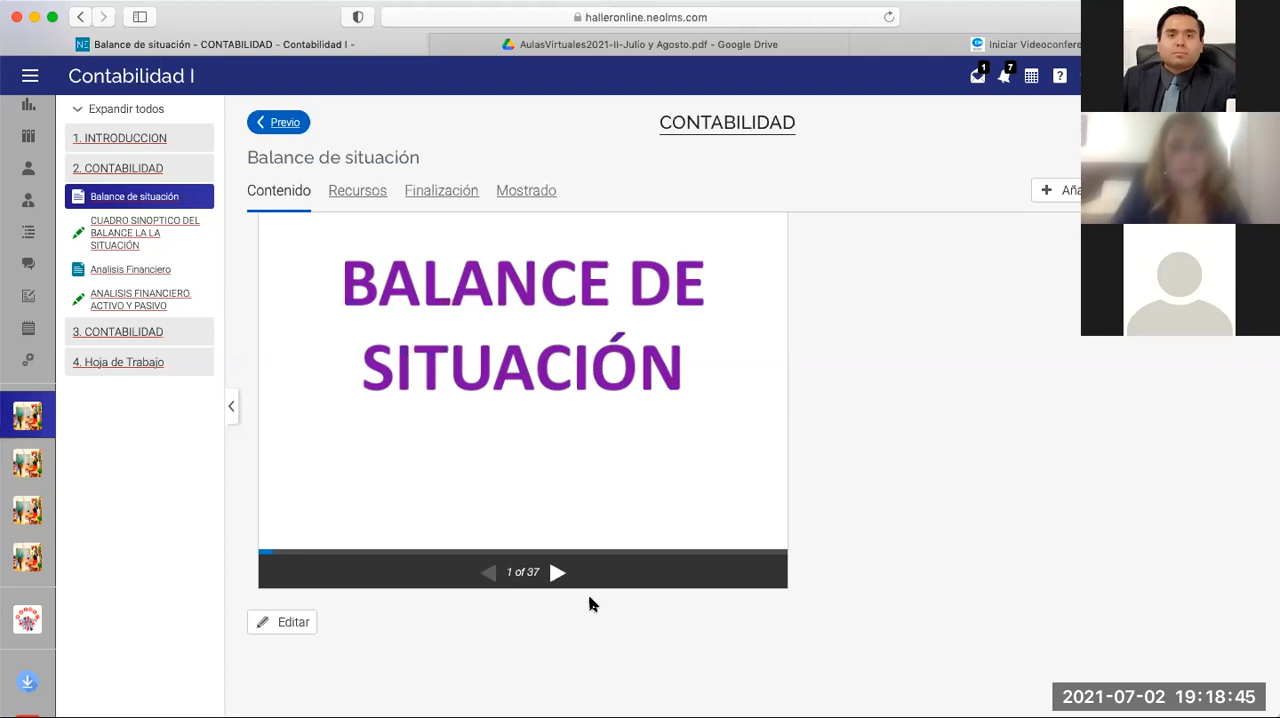 halleronline.neolms.com
Balance de situación - CONTABILIDAD – Contabilidad I -
AulasVirtuales2021-II-Julio y Agosto.pdf - Google Drive
Iniciar Videoconfere
Contabilidad I
1
7
?
Expandir todos
1. INTRODUCCION
2. CONTABILIDAD
Balance de situación
CUADRO SINOPTICO DEL
BALANCE LA LA
SITUACIÓN
Analisis Financiero
ANALISIS FINANCIERO.
ACTIVO Y PASIVO
3. CONTABILIDAD
4. Hoja de Trabajo
Previo
CONTABILIDAD
Balance de situación
Contenido
Recursos
Finalización
Mostrado
+ Aña
BALANCE DE
SITUACIÓN
1 of 37
Editar
2021-07-02 19:18:45